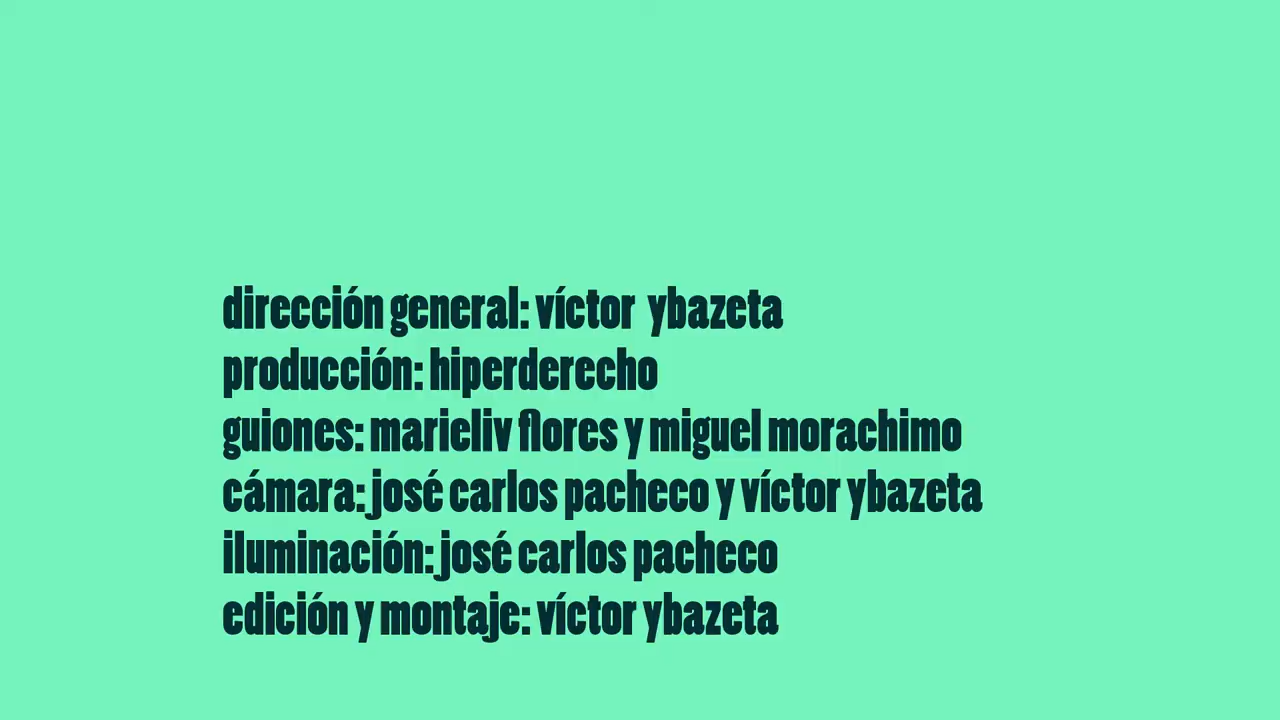 dirección general: víctor ybazeta
producción: hiperderecho
guiones: marieliv flores y miguel morachimo
cámara: josé carlos pacheco y víctor ybazeta
iluminación: josé carlos pacheco
edición y montaje: víctor ybazeta